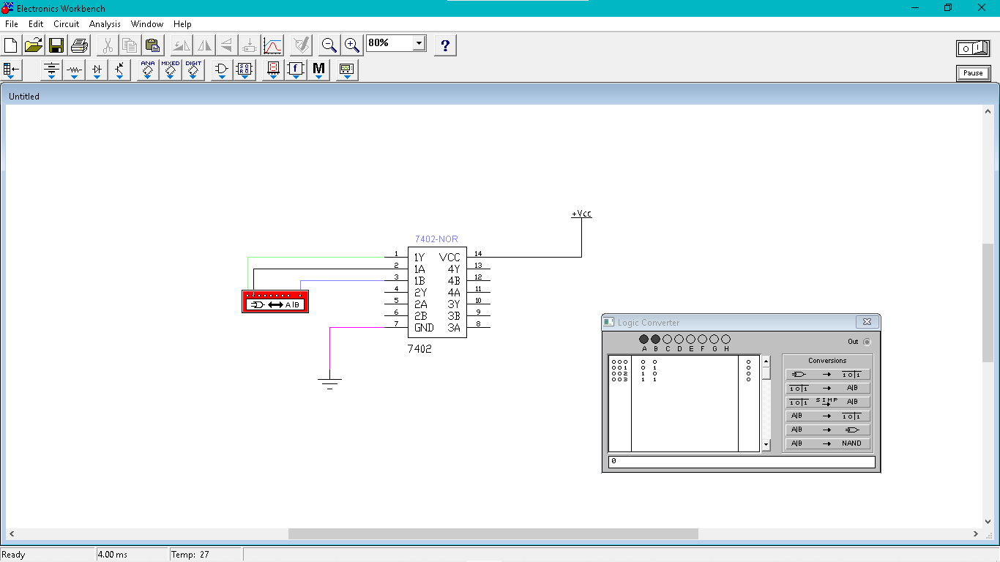 Electronics Workbench
File Edit Circuit Analysis Window Help
80%
?
ANA MIXED DIGIT
f M
Pause
Untitled
+Vcc
7402-NOR
1 1Y VCC 14
2 1A 4Y 13
3 1B 4B 12
4 2Y 4A 11
5 2A 3Y 10
6 2B 3B 9
7 GND 3A 8
7402
A|B
Logic Converter
Out
A B C D E F G H
000 0 0 0
001 0 1 0
002 1 0 0
003 1 1 0
Conversions
→ 1 0|1
1 0|1 → A|B
1 0|1 SIMP → A|B
A|B → 1 0|1
A|B →
A|B → NAND
0
Ready 4.00 ms Temp: 27